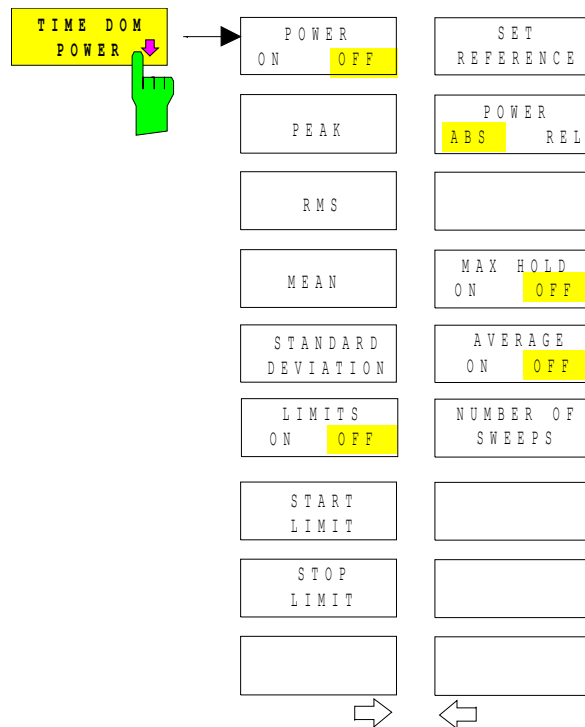 TIME DOM
POWER
POWER
ON OFF
PEAK
RMS
MEAN
STANDARD
DEVIATION
LIMITS
ON OFF
START
LIMIT
STOP
LIMIT
SET
REFERENCE
POWER
ABS REL
MAX HOLD
ON OFF
AVERAGE
ON OFF
NUMBER OF
SWEEPS